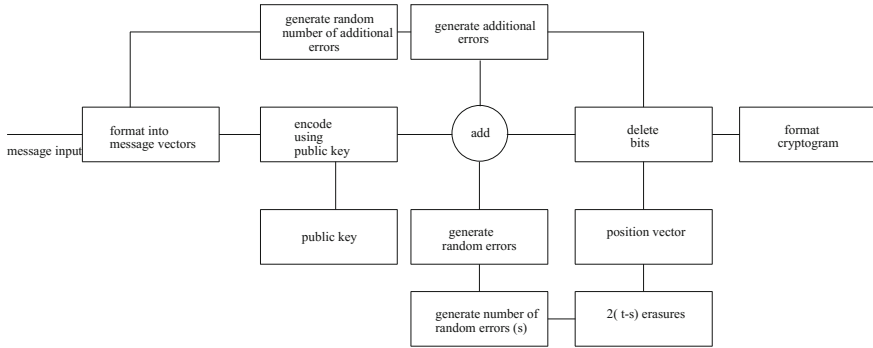 generate random
number of additional
errors
generate additional
errors
message input
format into
message vectors
encode
using
public key
add
delete
bits
format
cryptogram
public key
generate
random errors
position vector
generate number of
random errors (s)
2( t-s) erasures